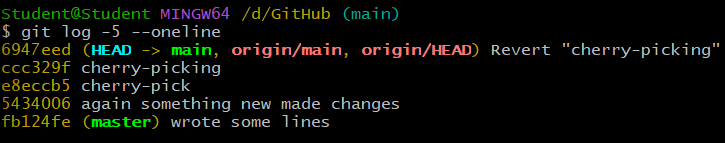 Student@Student MINGW64 /d/GitHub (main)
$ git log -5 --oneline
6947eed (HEAD -> main, origin/main, origin/HEAD) Revert "cherry-picking"
ccc329f cherry-picking
e8eccb5 cherry-pick
5434006 again something new made changes
fb124fe (master) wrote some lines